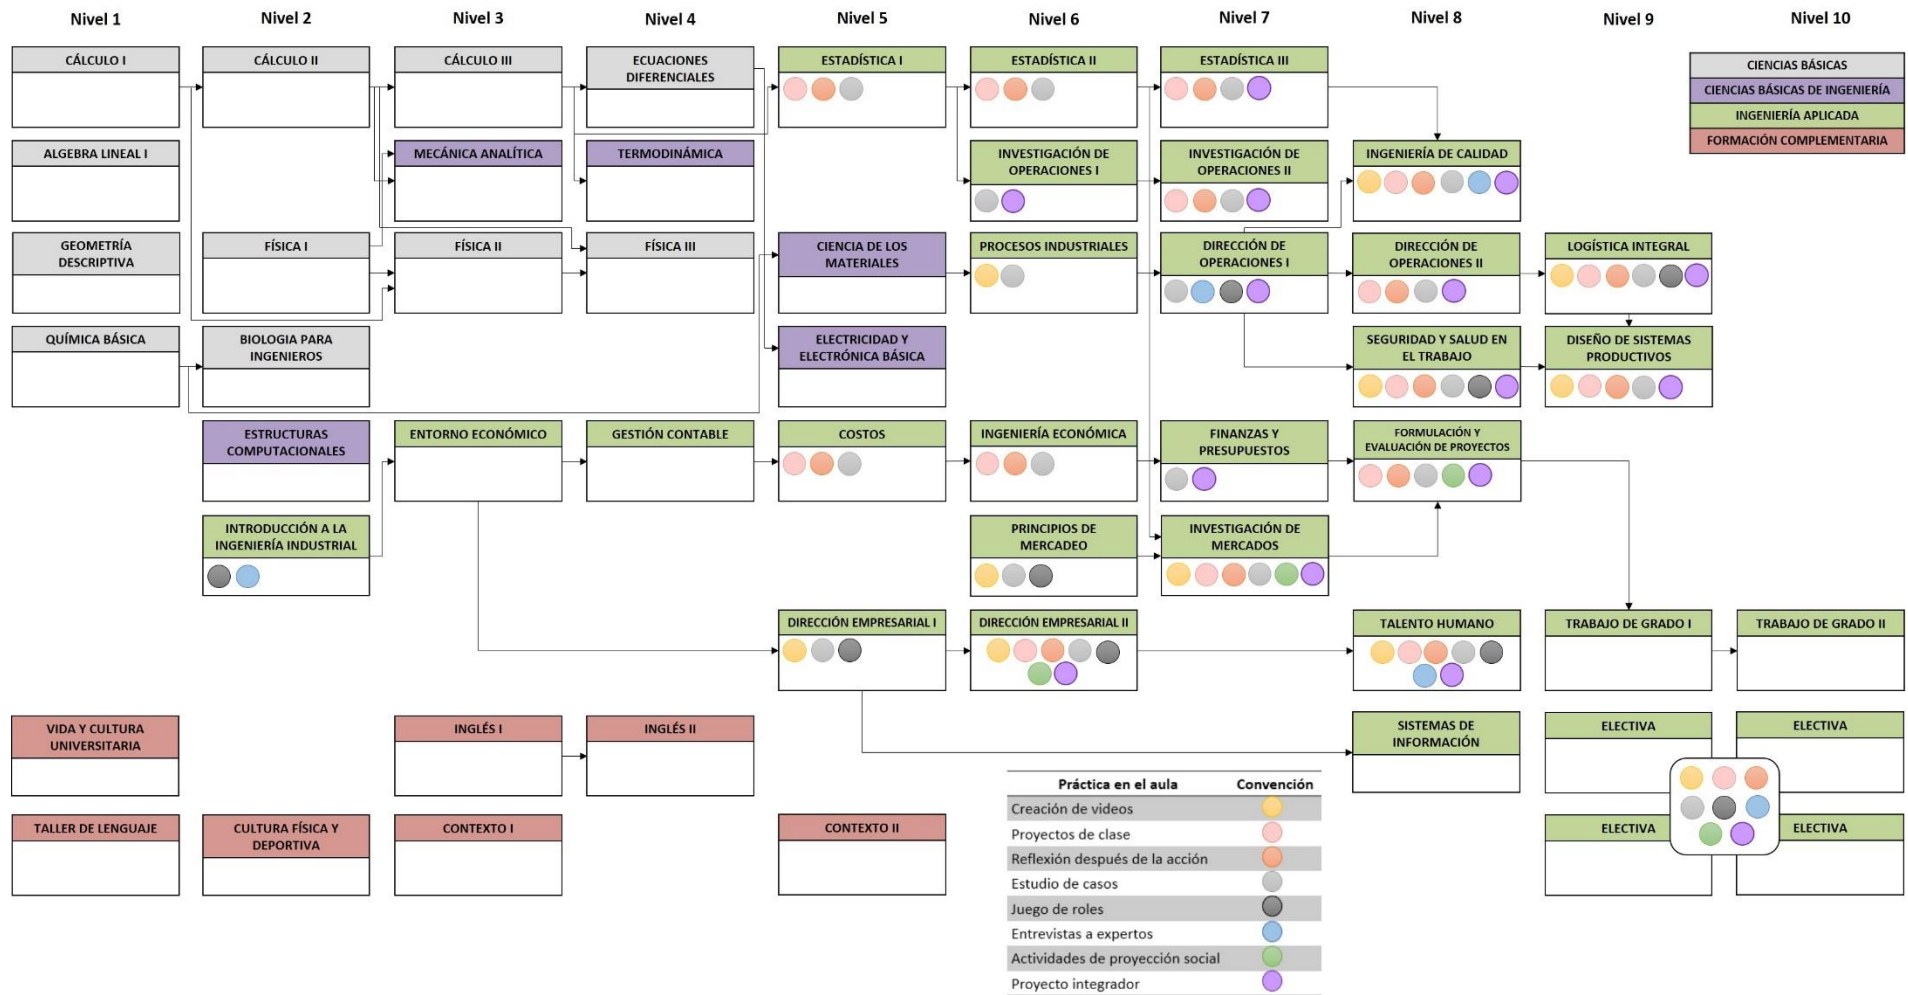 Nivel 1
Nivel 2
Nivel 3
Nivel 4
Nivel 5
Nivel 6
Nivel 7
Nivel 8
Nivel 9
Nivel 10
CÁLCULO I
CÁLCULO II
CÁLCULO III
ECUACIONES
DIFERENCIALES
ESTADÍSTICA I
ESTADÍSTICA II
ESTADÍSTICA III
CIENCIAS BÁSICAS
CIENCIAS BÁSICAS DE INGENIERÍA
INGENIERÍA APLICADA
FORMACIÓN COMPLEMENTARIA
ALGEBRA LINEAL I
MECÁNICA ANALÍTICA
TERMODINÁMICA
INVESTIGACIÓN DE
OPERACIONES I
INVESTIGACIÓN DE
OPERACIONES II
INGENIERÍA DE CALIDAD
GEOMETRÍA
DESCRIPTIVA
FÍSICA I
FÍSICA II
FÍSICA III
CIENCIA DE LOS
MATERIALES
PROCESOS INDUSTRIALES
DIRECCIÓN DE
OPERACIONES I
DIRECCIÓN DE
OPERACIONES II
LOGÍSTICA INTEGRAL
QUÍMICA BÁSICA
BIOLOGIA PARA
INGENIEROS
ELECTRICIDAD Y
ELECTRÓNICA BÁSICA
SEGURIDAD Y SALUD EN
EL TRABAJO
DISEÑO DE SISTEMAS
PRODUCTIVOS
ESTRUCTURAS
COMPUTACIONALES
ENTORNO ECONÓMICO
GESTIÓN CONTABLE
COSTOS
INGENIERÍA ECONÓMICA
FINANZAS Y
PRESUPUESTOS
FORMULACIÓN Y
EVALUACIÓN DE PROYECTOS
INTRODUCCIÓN A LA
INGENIERÍA INDUSTRIAL
PRINCIPIOS DE
MERCADEO
INVESTIGACIÓN DE
MERCADOS
DIRECCIÓN EMPRESARIAL I
DIRECCIÓN EMPRESARIAL II
TALENTO HUMANO
TRABAJO DE GRADO I
TRABAJO DE GRADO II
VIDA Y CULTURA
UNIVERSITARIA
INGLÉS I
INGLÉS II
SISTEMAS DE
INFORMACIÓN
ELECTIVA
ELECTIVA
TALLER DE LENGUAJE
CULTURA FÍSICA Y
DEPORTIVA
CONTEXTO I
CONTEXTO II
ELECTIVA
ELECTIVA
Práctica en el aula Convención
Creación de videos
Proyectos de clase
Reflexión después de la acción
Estudio de casos
Juego de roles
Entrevistas a expertos
Actividades de proyección social
Proyecto integrador